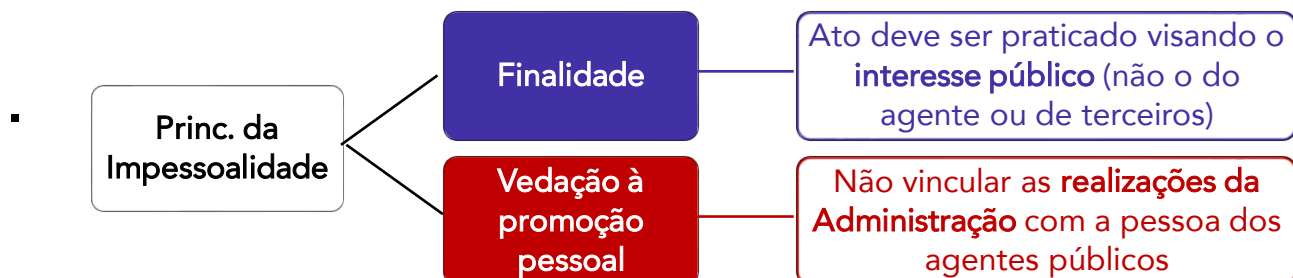 Princ. da
Impessoalidade
Finalidade
Ato deve ser praticado visando o
interesse público (não o do
agente ou de terceiros)
Vedação à
promoção
pessoal
Não vincular as realizações da
Administração com a pessoa dos
agentes públicos